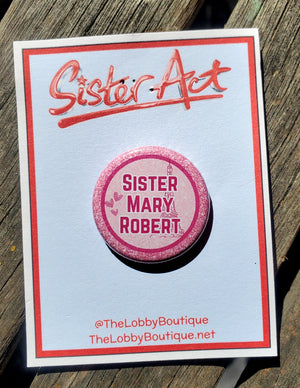 Sister Act
SISTER
MARY
ROBERT
@TheLobbyBoutique
TheLobbyBoutique.net